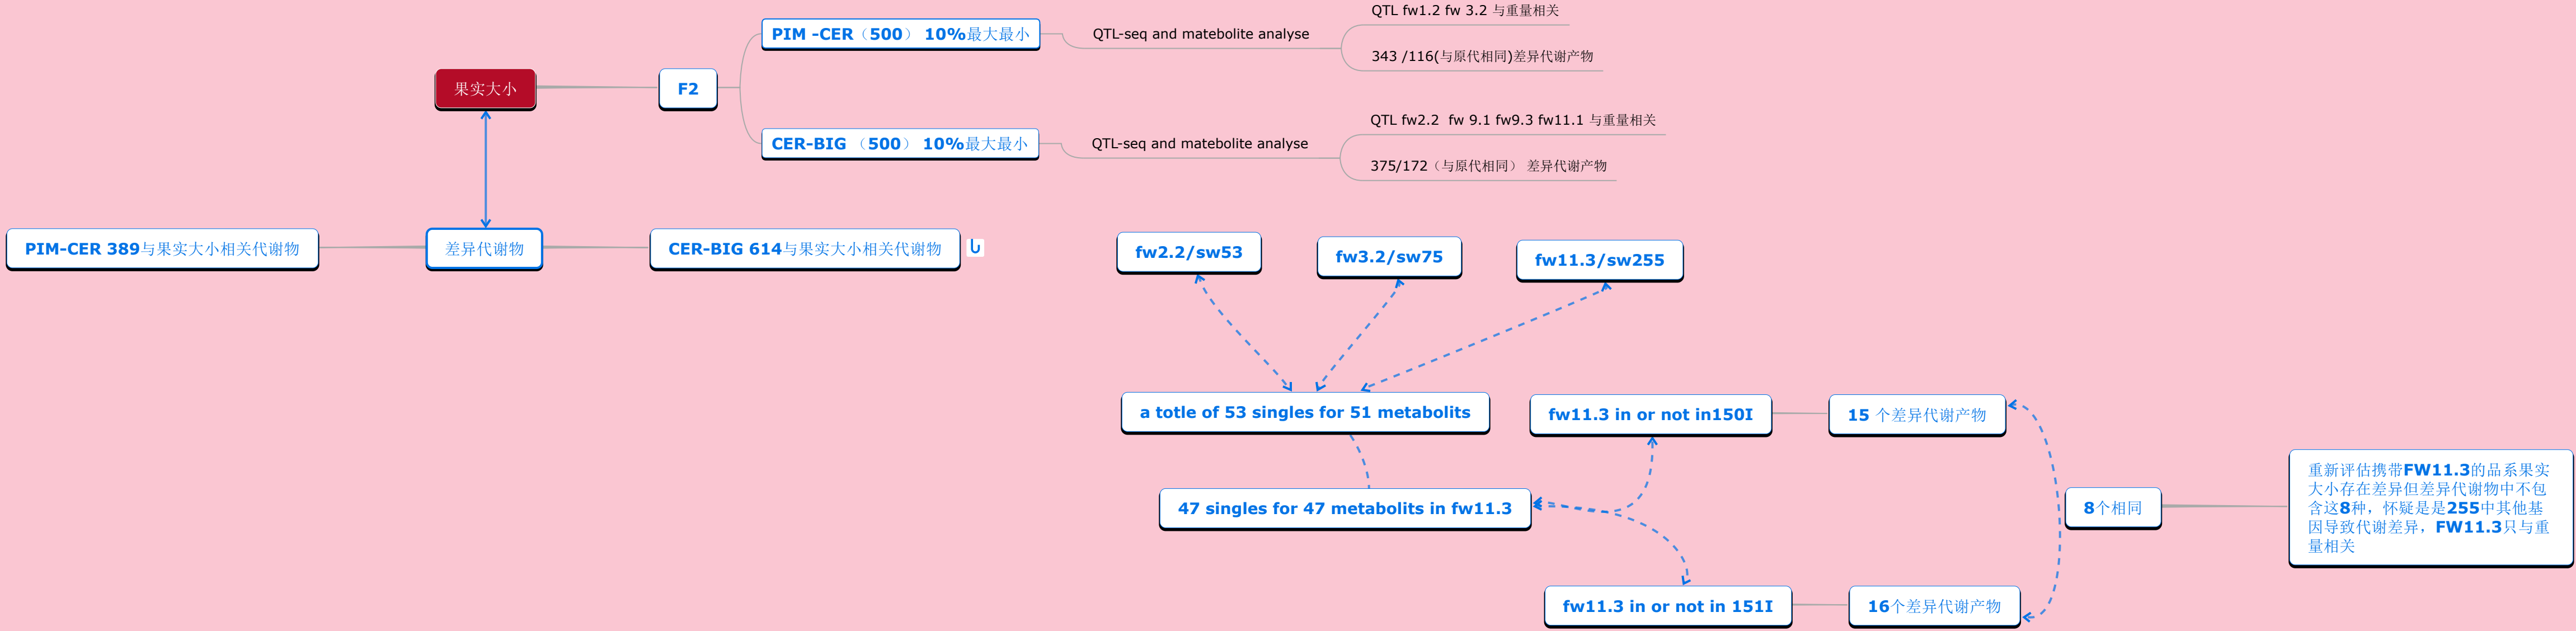 QTL fw1.2 fw 3.2 与重量相关
PIM -CER（500） 10%最大最小
QTL-seq and matebolite analyse
343 /116(与原代相同)差异代谢产物
果实大小
F2
QTL fw2.2  fw 9.1 fw9.3 fw11.1 与重量相关
CER-BIG （500） 10%最大最小
QTL-seq and matebolite analyse
375/172（与原代相同） 差异代谢产物
PIM-CER 389与果实大小相关代谢物
差异代谢物
CER-BIG 614与果实大小相关代谢物
fw2.2/sw53
fw3.2/sw75
fw11.3/sw255
a totle of 53 singles for 51 metabolits
fw11.3 in or not in150I
15 个差异代谢产物
47 singles for 47 metabolits in fw11.3
8个相同
重新评估携带FW11.3的品系果实
大小存在差异但差异代谢物中不包
含这8种，怀疑是是255中其他基
因导致代谢差异，FW11.3只与重
量相关
fw11.3 in or not in 151I
16个差异代谢产物